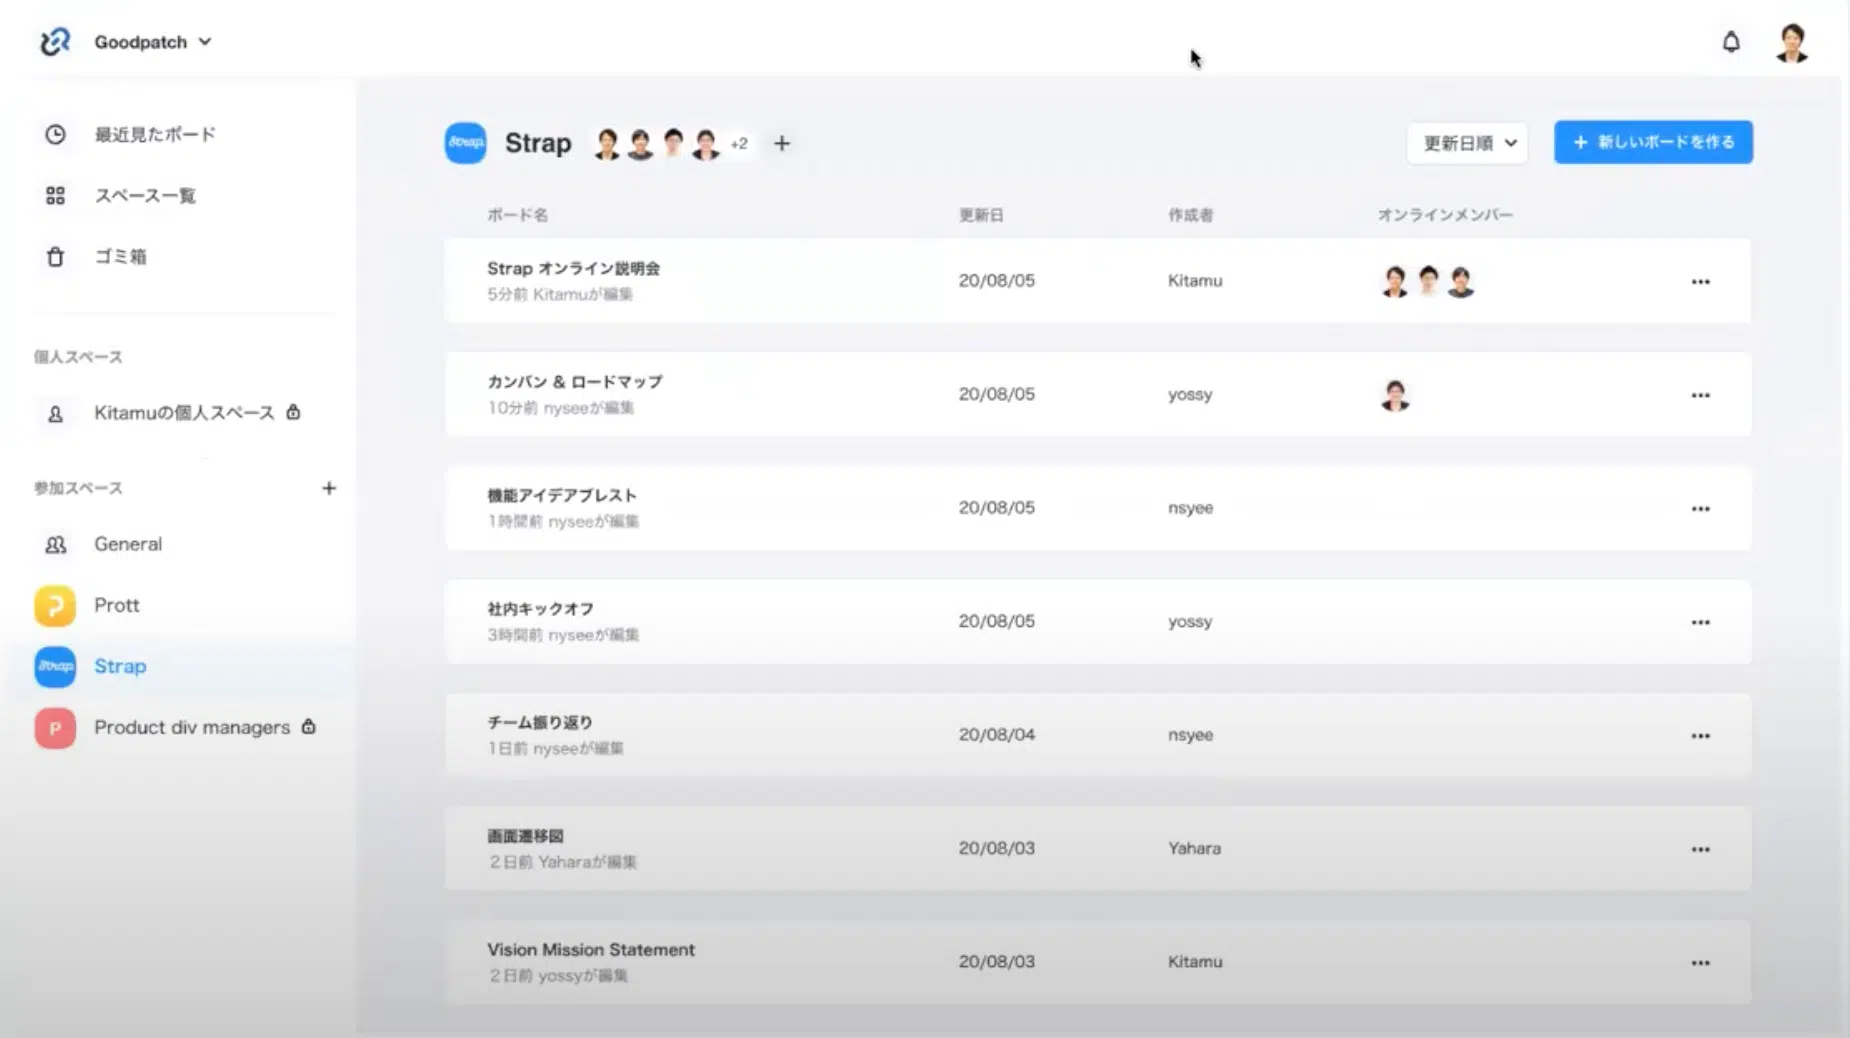 Goodpatch
最近見たボード
スペース一覧
ゴミ箱
個人スペース
Kitamuの個人スペース
参加スペース
General
Prott
Strap
Strap
P
Product div managers
Strap
Strap
+2
更新日順
+ 新しいボードを作る
ボード名
更新日
作成者
オンラインメンバー
Strap オンライン説明会
5分前 Kitamuが編集
20/08/05
Kitamu
カンバン & ロードマップ
10分前 nyseeが編集
20/08/05
yossy
機能アイデアブレスト
1時間前 nyseeが編集
20/08/05
nsyee
社内キックオフ
3時間前 nyseeが編集
20/08/05
yossy
チーム振り返り
1日前 nyseeが編集
20/08/04
nsyee
画面遷移図
2日前 Yaharaが編集
20/08/03
Yahara
Vision Mission Statement
2日前 yossyが編集
20/08/03
Kitamu